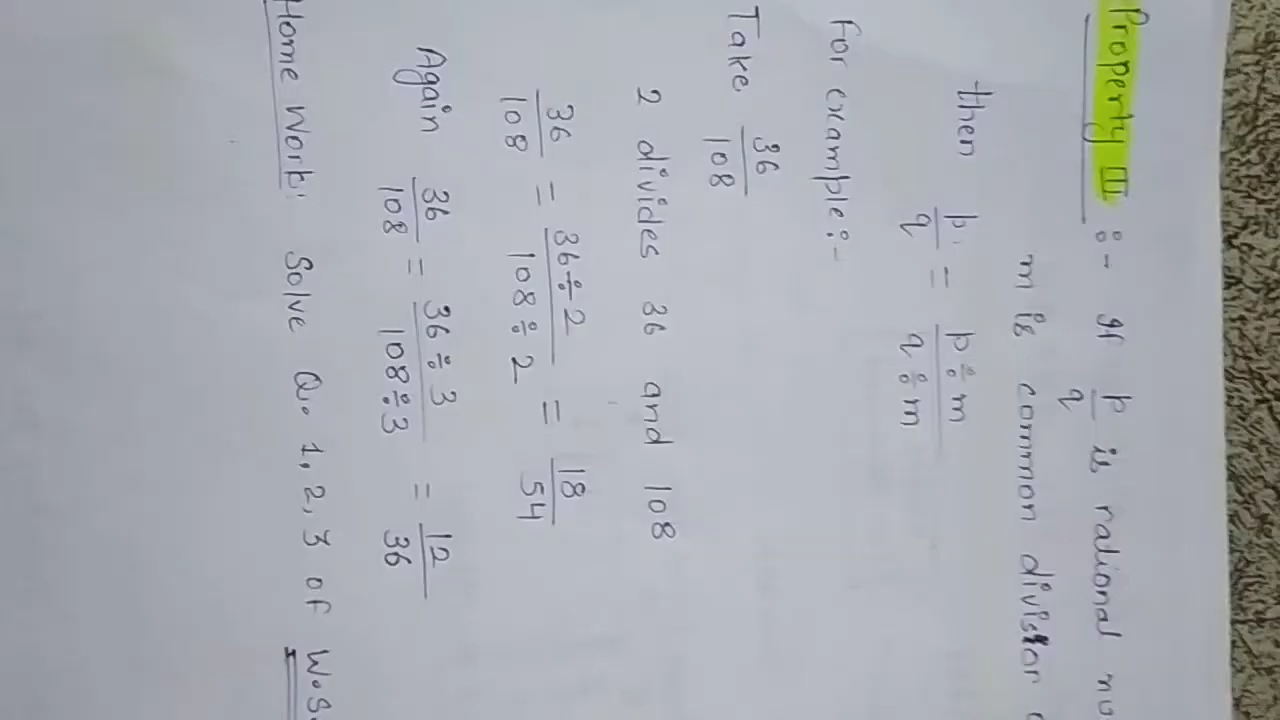 Property III :- If p/q is rational
m is common divisor
then p/q = p÷m/q÷m
For example:-
Take 36/108
2 divides 36 and 108
36/108 = 36÷2/108÷2 = 18/54
Again 36/108 = 36÷3/108÷3 = 12/36
Home Work: Solve Q. 1, 2, 3 of W.S.